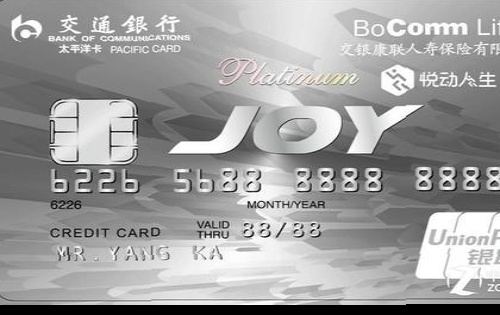 交通銀行
BANK OF COMMUNICATIONS
太平洋卡 PACIFIC CARD
BoComm Lif
交银康联人寿保险有限
Platinum
悦动人生
JOY
6226 5688 8888 8888
6226
MONTH/YEAR
CREDIT CARD
VALID THRU 88/88
MR.YANG KA
UnionP
银